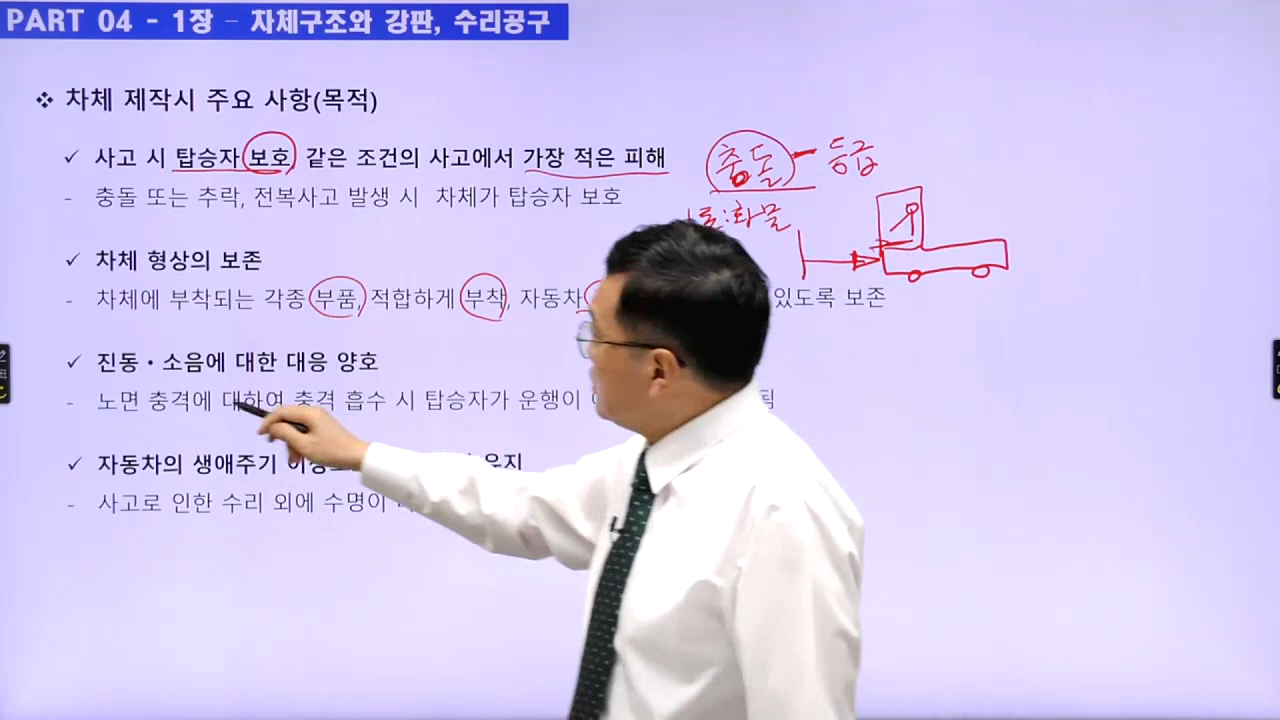 PART 04 - 1장 - 차체구조와 강판, 수리공구
❖ 차체 제작시 주요 사항(목적)
✓ 사고 시 탑승자 보호, 같은 조건의 사고에서 가장 적은 피해
- 충돌 또는 추락, 전복사고 발생 시 차체가 탑승자 보호
충돌 - 등급
:화물
✓ 차체 형상의 보존
- 차체에 부착되는 각종 부품, 적합하게 부착, 자동차 있도록 보존
✓ 진동·소음에 대한 대응 양호
- 노면 충격에 대하여 충격 흡수 시 탑승자가 운행이
✓ 자동차의 생애주기 유지
- 사고로 인한 수리 외에 수명이